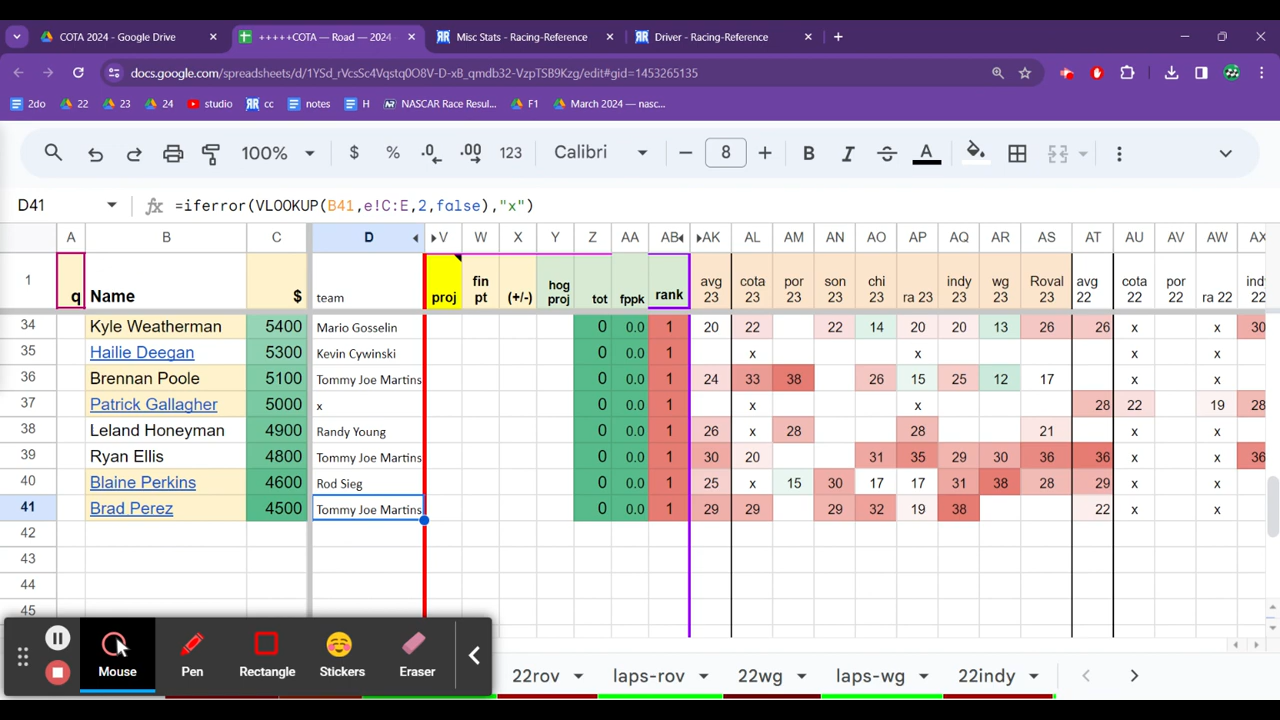 COTA 2024 - Google Drive
+++++COTA — Road — 2024
Misc Stats - Racing-Reference
Driver - Racing-Reference
docs.google.com/spreadsheets/d/1YSd_rVcsSc4Vqstq0O8V-D-xB_qmdb32-VzpTSB9Kzg/edit#gid=1453265135
2do 22 23 24 studio RR cc notes H NR NASCAR Race Resul... F1 March 2024 — nasc...
100% $ % .0 .00 123 Calibri 8 B I A
D41 fx =iferror(VLOOKUP(B41,e!C:E,2,false),"x")
A B C D V W X Y Z AA AB AK AL AM AN AO AP AQ AR AS AT AU AV AW AX
1 q Name $ team proj fin pt (+/-) hog proj tot fppk rank avg 23 cota 23 por 23 son 23 chi 23 ra 23 indy 23 wg 23 Roval 23 avg 22 cota 22 por 22 ra 22 22
34 Kyle Weatherman 5400 Mario Gosselin 0 0.0 1 20 22 22 14 20 20 13 26 26 x x 30
35 Hailie Deegan 5300 Kevin Cywinski 0 0.0 1 x x x x
36 Brennan Poole 5100 Tommy Joe Martins 0 0.0 1 24 33 38 26 15 25 12 17 x x
37 Patrick Gallagher 5000 x 0 0.0 1 x x 28 22 19 28
38 Leland Honeyman 4900 Randy Young 0 0.0 1 26 x 28 28 21 x x
39 Ryan Ellis 4800 Tommy Joe Martins 0 0.0 1 30 20 31 35 29 30 36 36 x x 36
40 Blaine Perkins 4600 Rod Sieg 0 0.0 1 25 x 15 30 17 17 31 38 28 29 x x
41 Brad Perez 4500 Tommy Joe Martins 0 0.0 1 29 29 29 32 19 38 22 x x
42
43
44
45
Mouse Pen Rectangle Stickers Eraser
22rov laps-rov 22wg laps-wg 22indy